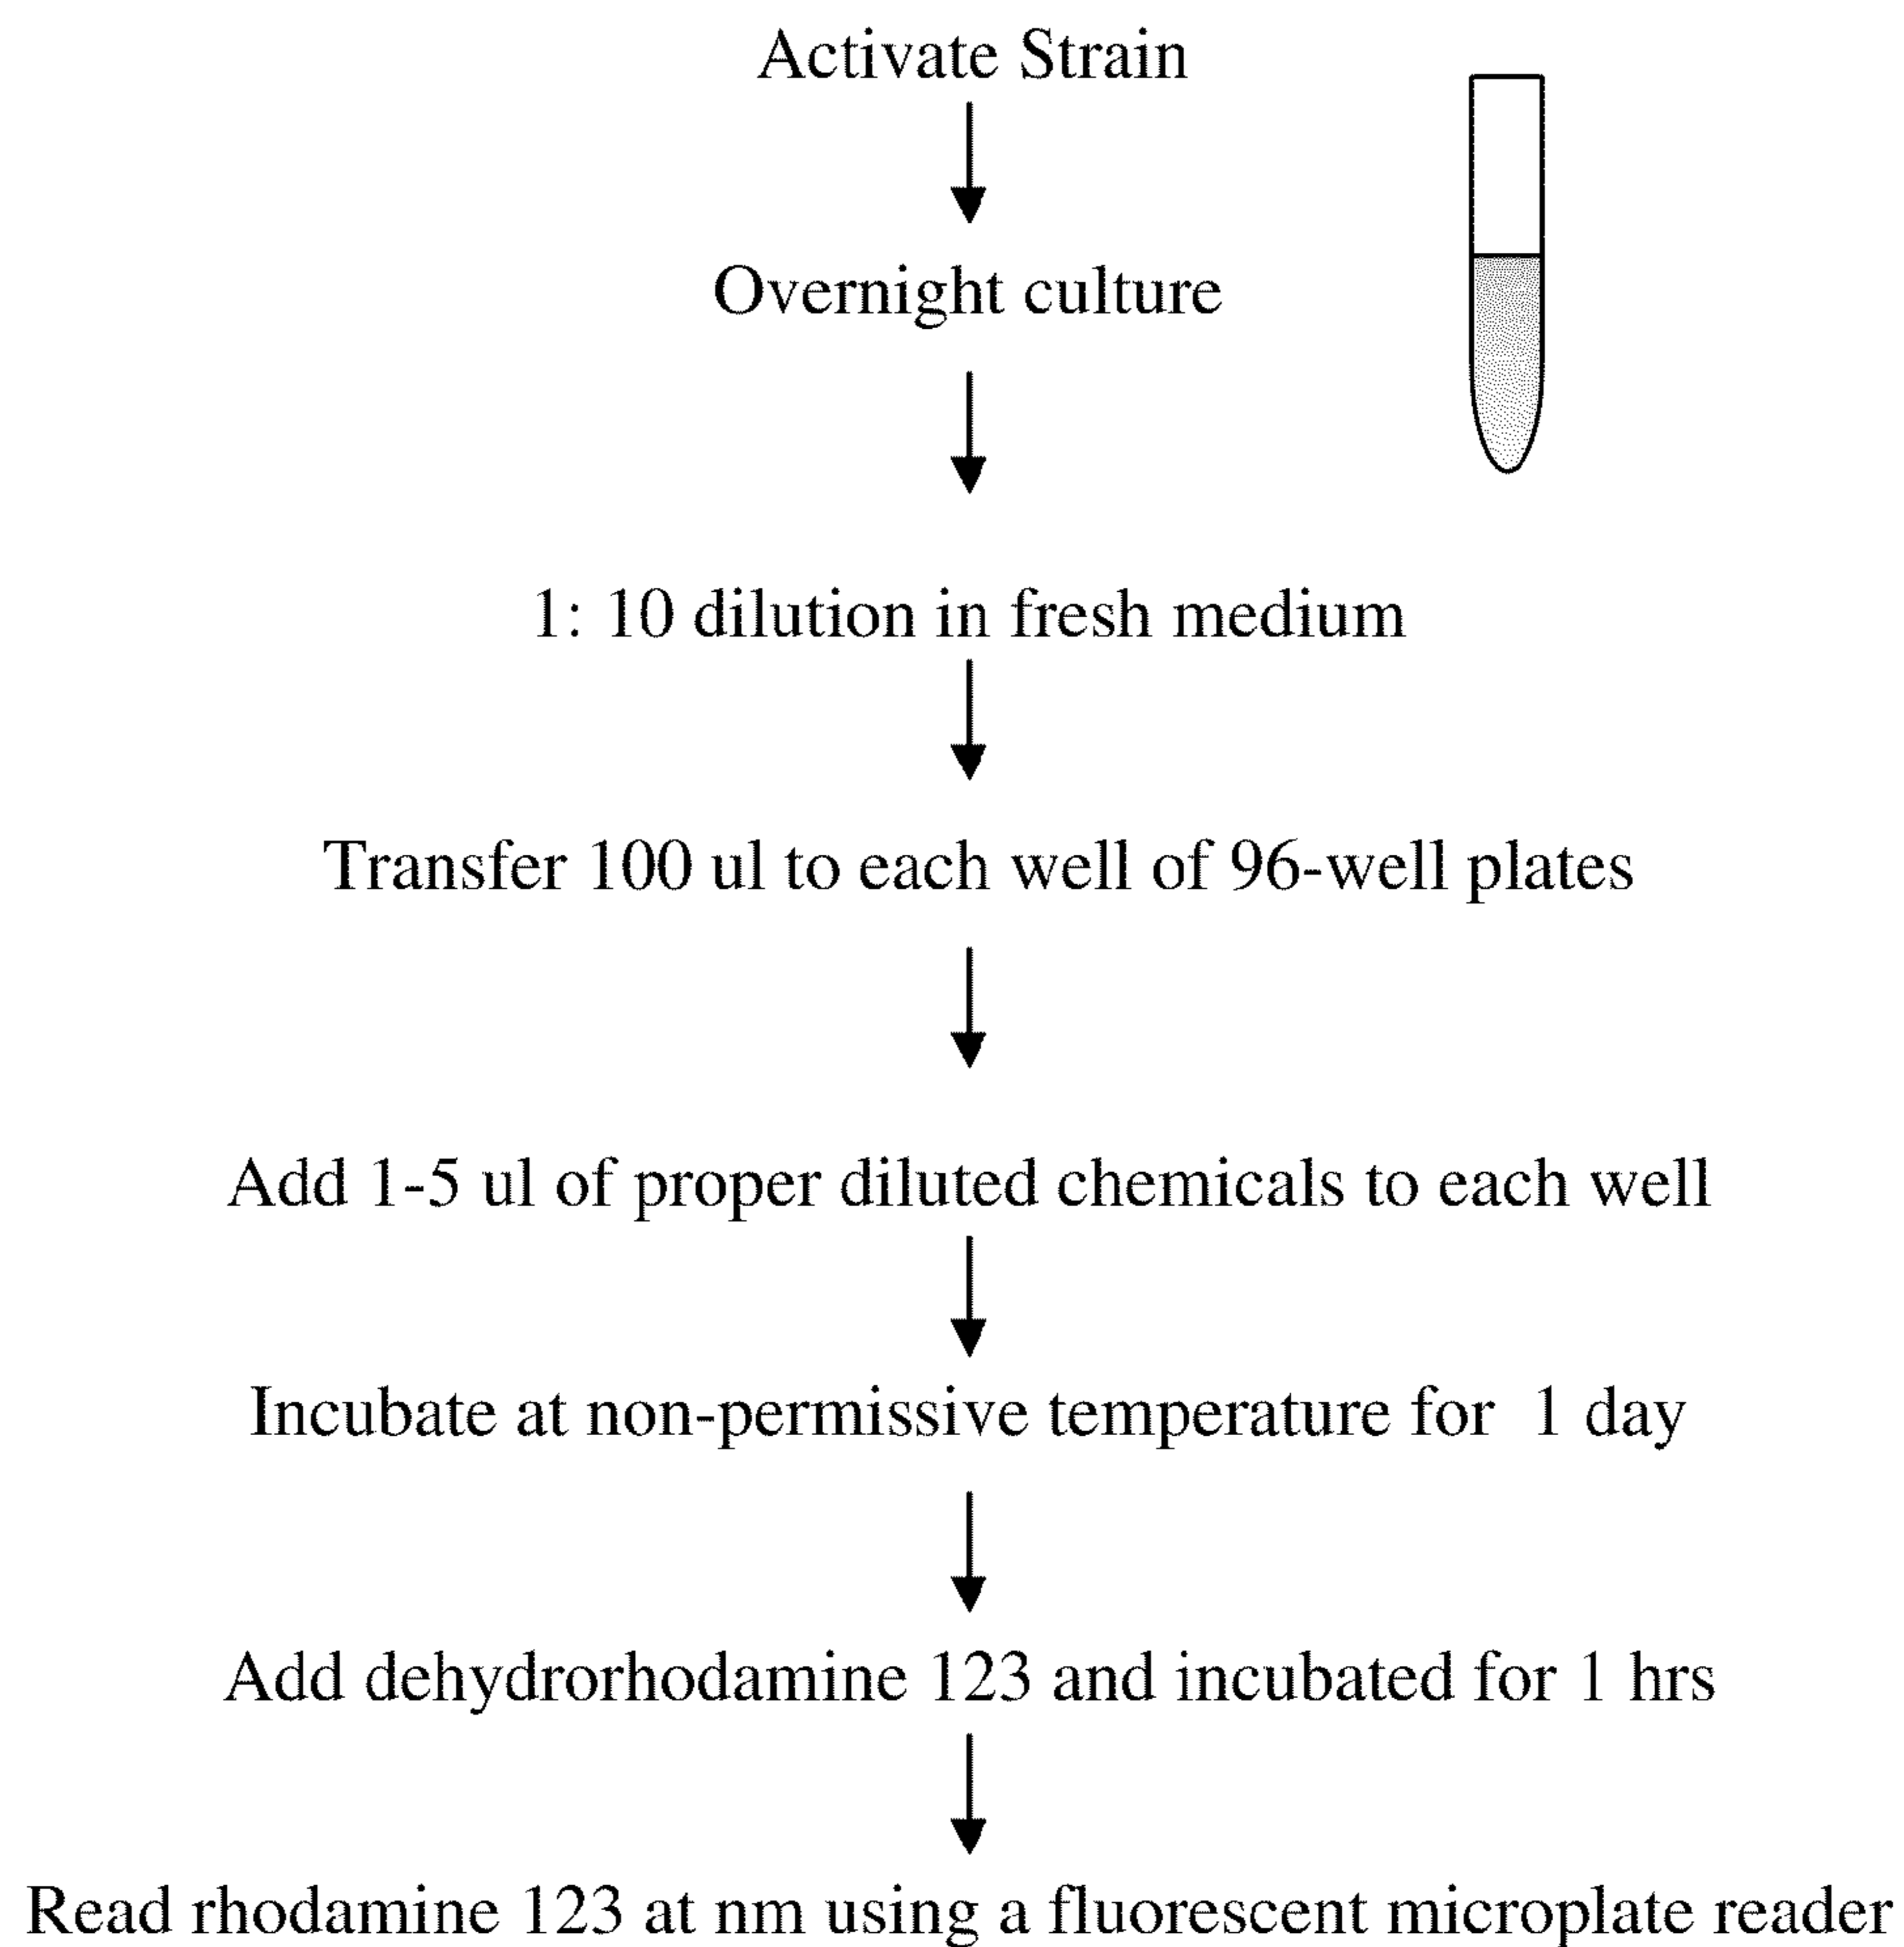 Activate Strain
Overnight culture
1: 10 dilution in fresh medium
Transfer 100 ul to each well of 96-well plates
Add 1-5 ul of proper diluted chemicals to each well
Incubate at non-permissive temperature for 1 day
Add dehydrorhodamine 123 and incubated for 1 hrs
Read rhodamine 123 at nm using a fluorescent microplate reader